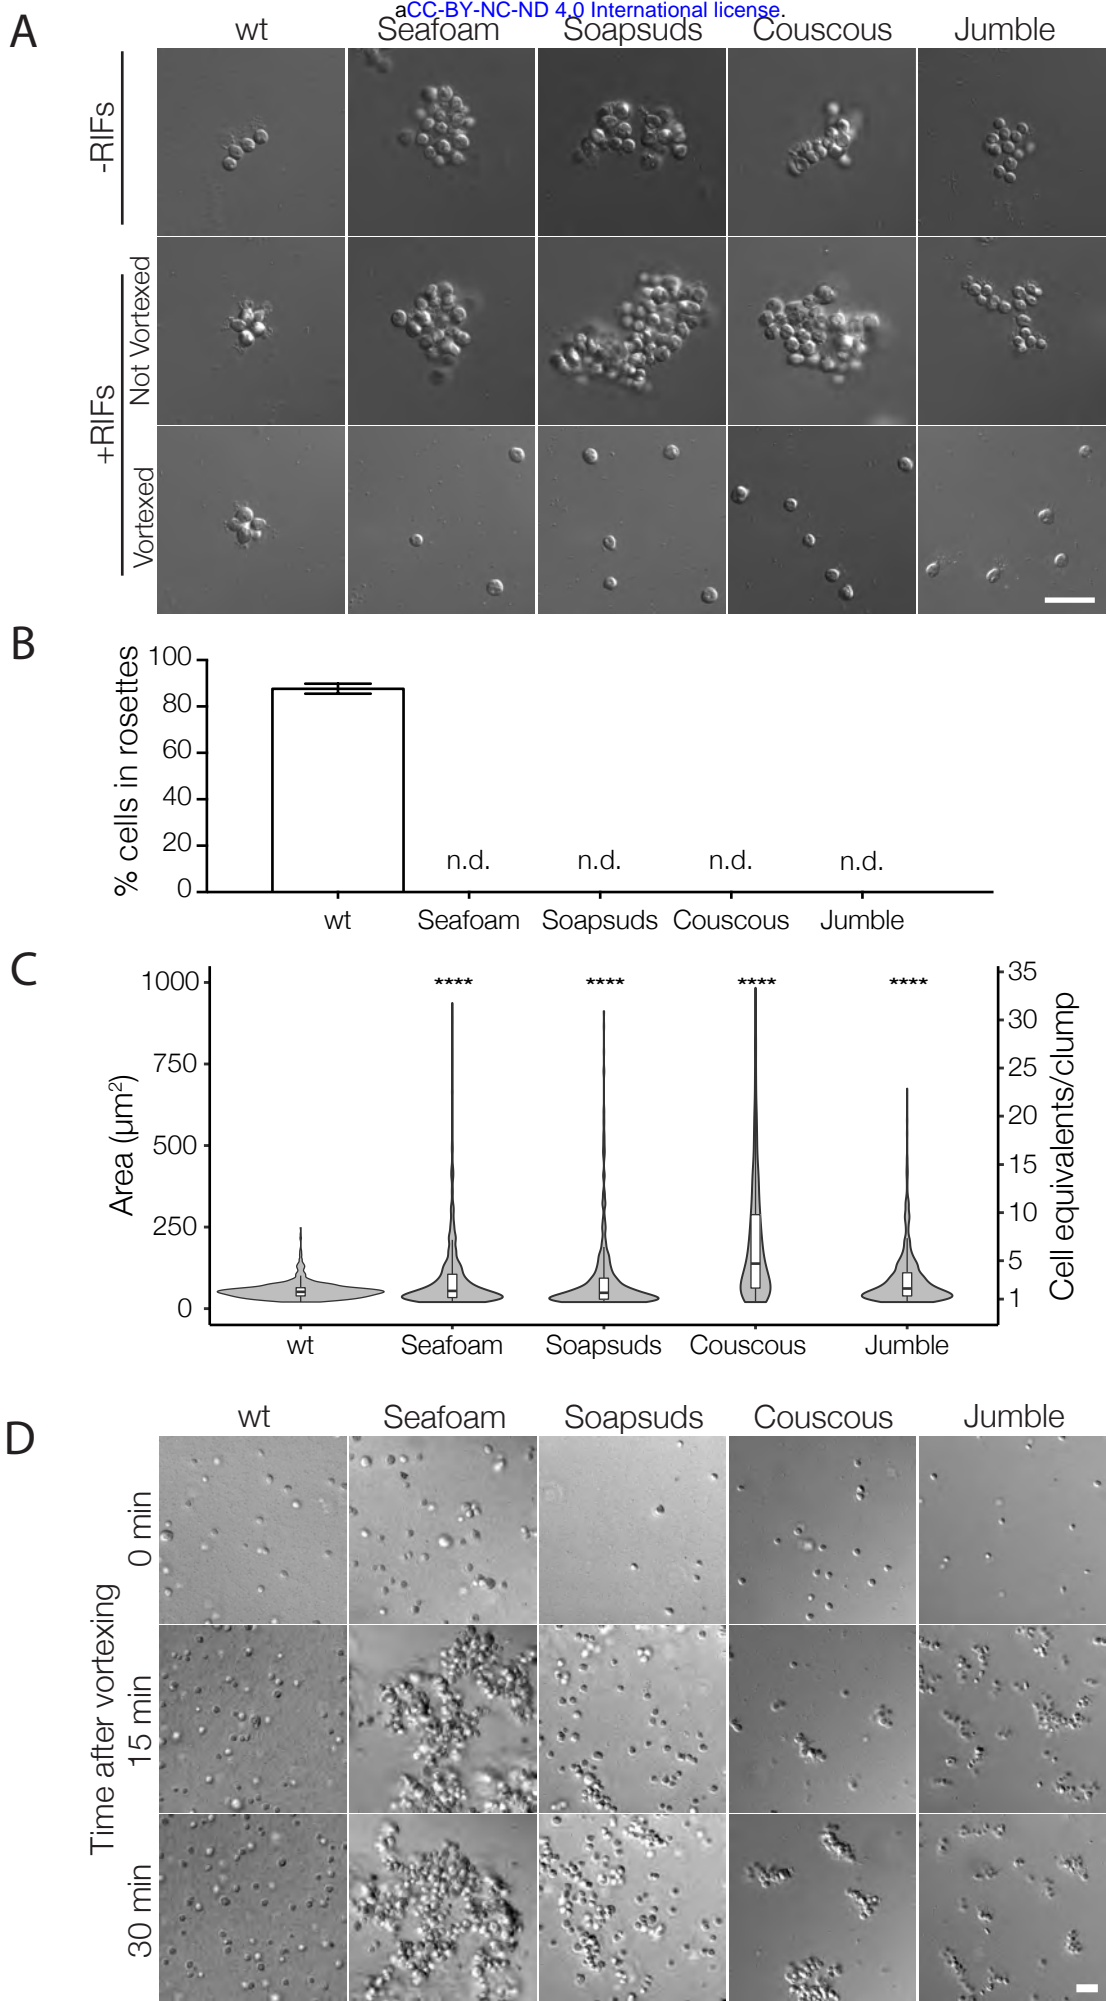 aCC-BY-NC-ND 4.0 International license.
A
wt Seafoam Soapsuds Couscous Jumble
-RIFs
+RIFs
Not Vortexed
Vortexed
B
% cells in rosettes
100
80
60
40
20
0
n.d. n.d. n.d. n.d.
wt Seafoam Soapsuds Couscous Jumble
C
Area (µm²)
1000
750
500
250
0
**** **** **** ****
35
30
25
20
15
10
5
1
Cell equivalents/clump
wt Seafoam Soapsuds Couscous Jumble
D
wt Seafoam Soapsuds Couscous Jumble
Time after vortexing
0 min
15 min
30 min